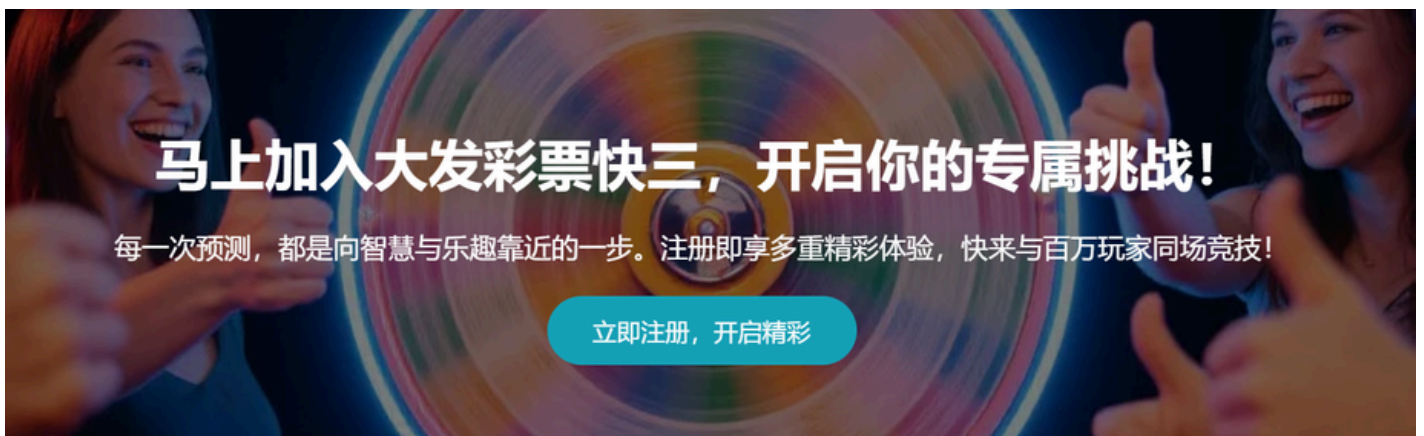 马上加入大发彩票快三，开启你的专属挑战！
每一次预测，都是向智慧与乐趣靠近的一步。注册即享多重精彩体验，快来与百万玩家同场竞技！
立即注册，开启精彩